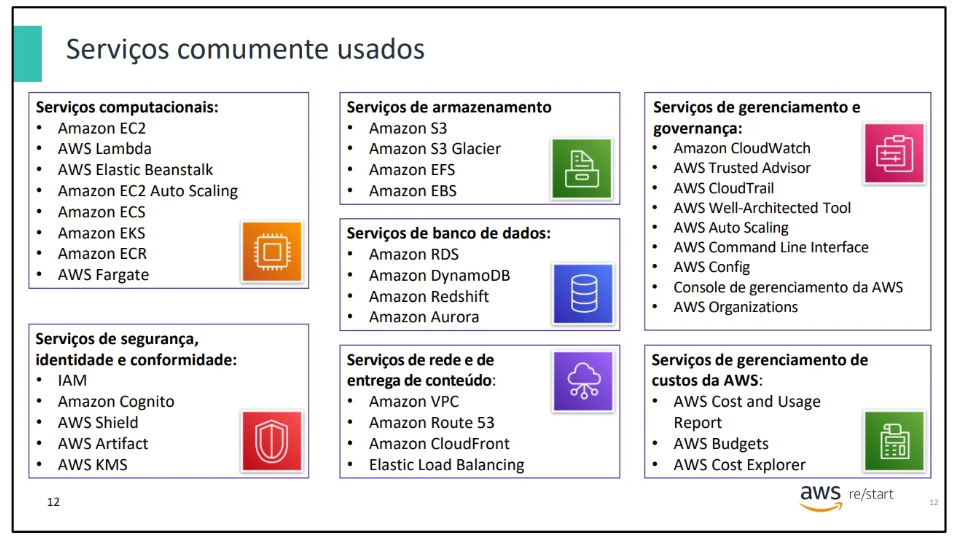 Serviços comumente usados
Serviços computacionais:
• Amazon EC2
• AWS Lambda
• AWS Elastic Beanstalk
• Amazon EC2 Auto Scaling
• Amazon ECS
• Amazon EKS
• Amazon ECR
• AWS Fargate
Serviços de segurança,
identidade e conformidade:
• IAM
• Amazon Cognito
• AWS Shield
• AWS Artifact
• AWS KMS
Serviços de armazenamento
• Amazon S3
• Amazon S3 Glacier
• Amazon EFS
• Amazon EBS
Serviços de banco de dados:
• Amazon RDS
• Amazon DynamoDB
• Amazon Redshift
• Amazon Aurora
Serviços de rede e de
entrega de conteúdo:
• Amazon VPC
• Amazon Route 53
• Amazon CloudFront
• Elastic Load Balancing
Serviços de gerenciamento e
governança:
• Amazon CloudWatch
• AWS Trusted Advisor
• AWS CloudTrail
• AWS Well-Architected Tool
• AWS Auto Scaling
• AWS Command Line Interface
• AWS Config
• Console de gerenciamento da AWS
• AWS Organizations
Serviços de gerenciamento de
custos da AWS:
• AWS Cost and Usage
Report
• AWS Budgets
• AWS Cost Explorer
12
aws re/start
12